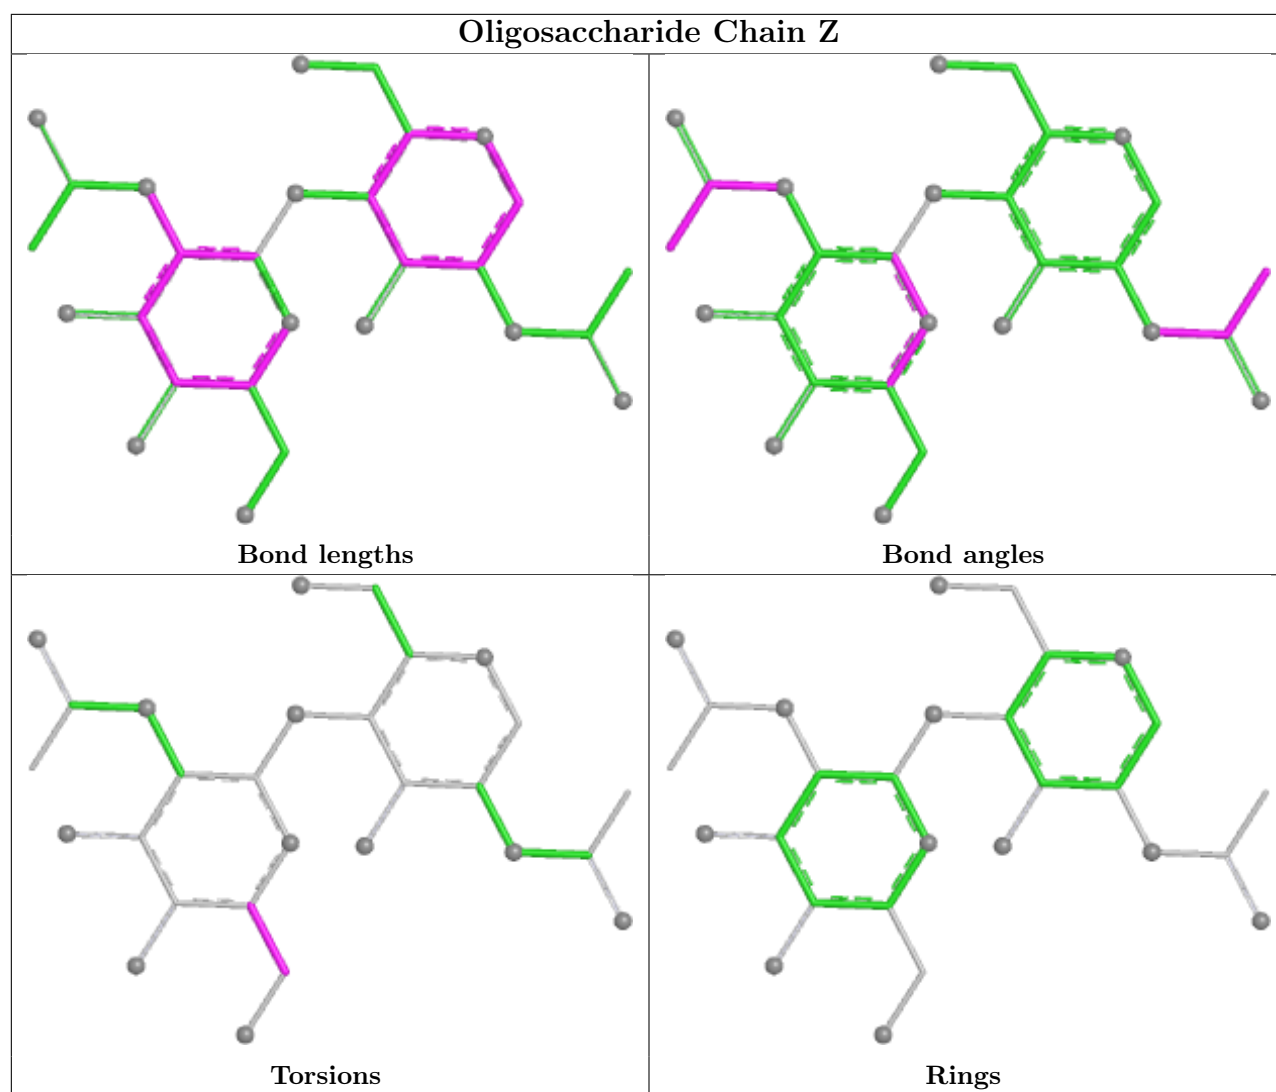 Oligosaccharide Chain Z
Bond lengths
Bond angles
Torsions
Rings